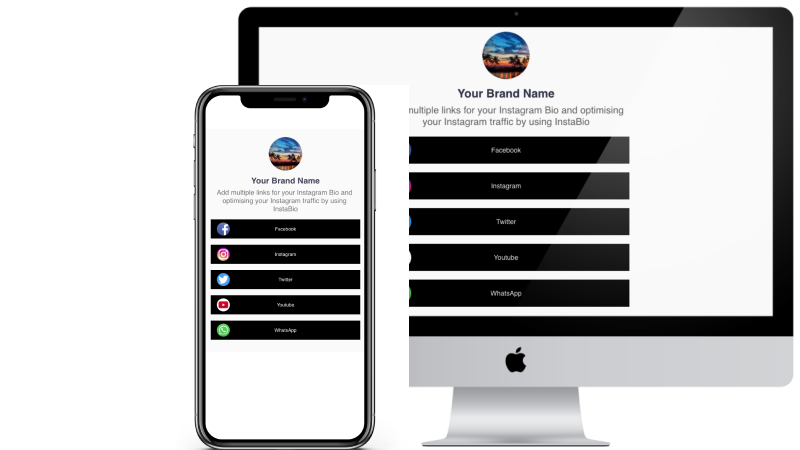 Your Brand Name
Add multiple links for your Instagram Bio and
optimising your Instagram traffic by using
InstaBio
Facebook
Instagram
Twitter
Youtube
WhatsApp
Your Brand Name
multiple links for your Instagram Bio and optimising
your Instagram traffic by using InstaBio
Facebook
Instagram
Twitter
Youtube
WhatsApp